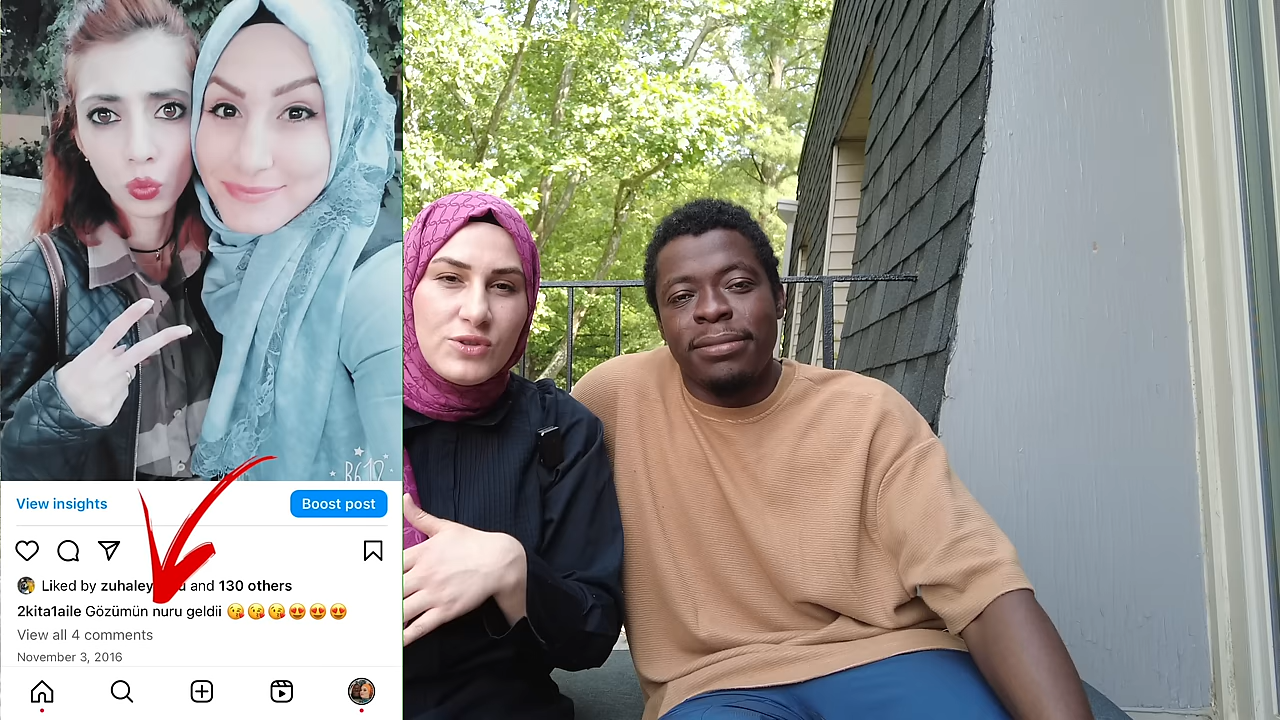 B612
View insights
Boost post
Liked by zuhaley and 130 others
2kita1aile Gözümün nuru geldii 😘😘😘😍😍😍
View all 4 comments
November 3, 2016